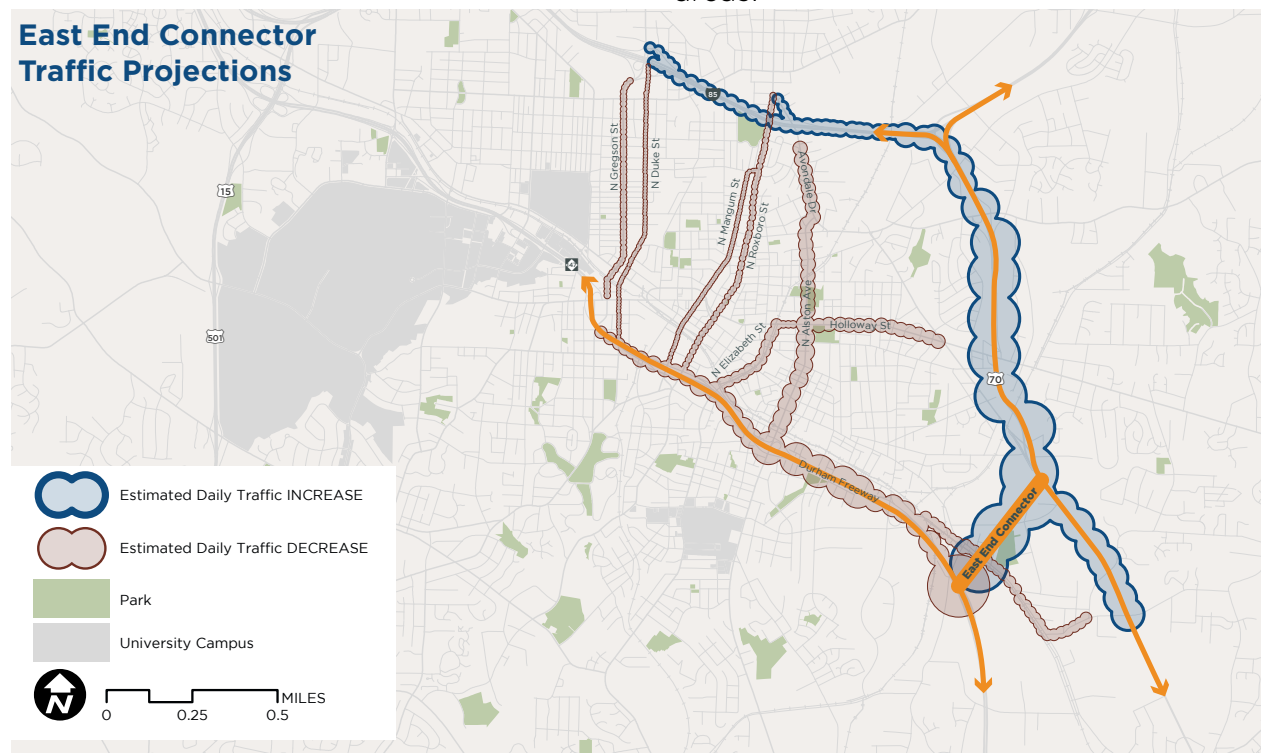 East End Connector
Traffic Projections
85
N Gregson St
N Duke St
N Mangum St
N Roxboro St
Avondale Dr
15
N Alston Ave
N Elizabeth St
Holloway St
501
70
Durham Freeway
East End Connector
Estimated Daily Traffic INCREASE
Estimated Daily Traffic DECREASE
Park
University Campus
N
MILES
0 0.25 0.5